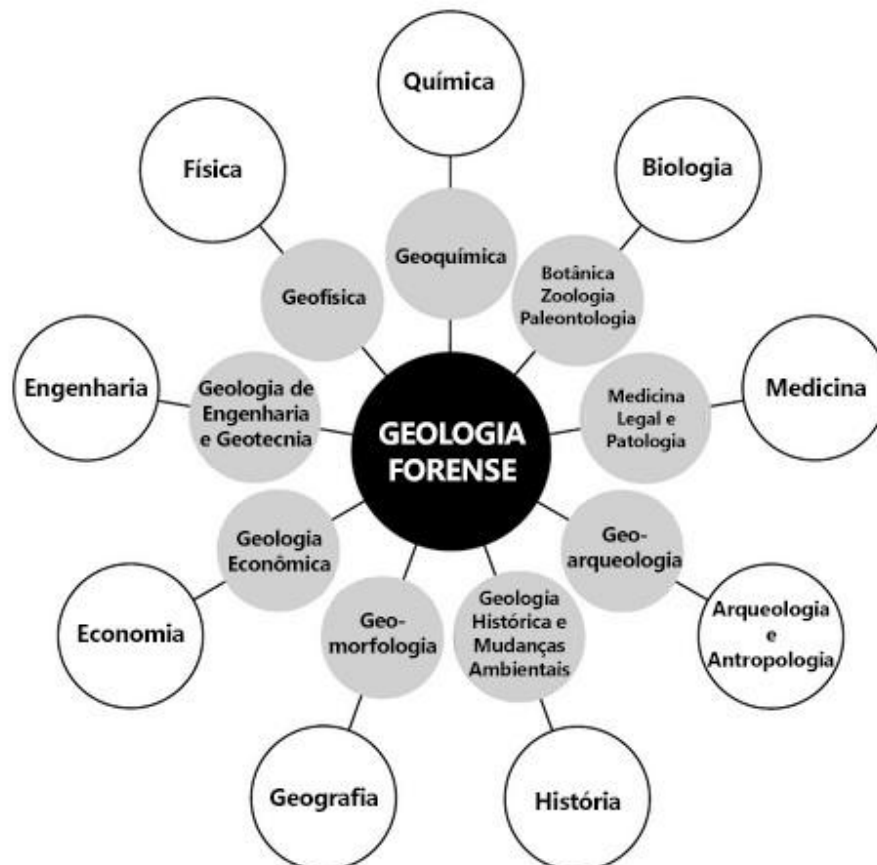 Química
Física
Biologia
Geoquímica
Geofísica
Botânica
Zoologia
Paleontologia
Engenharia
Geologia de
Engenharia
e Geotecnia
GEOLOGIA
FORENSE
Medicina
Legal e
Patologia
Medicina
Geologia
Econômica
Geo-
arqueologia
Economia
Geo-
morfologia
Geologia
Histórica e
Mudanças
Ambientais
Arqueologia
e
Antropologia
Geografia
História